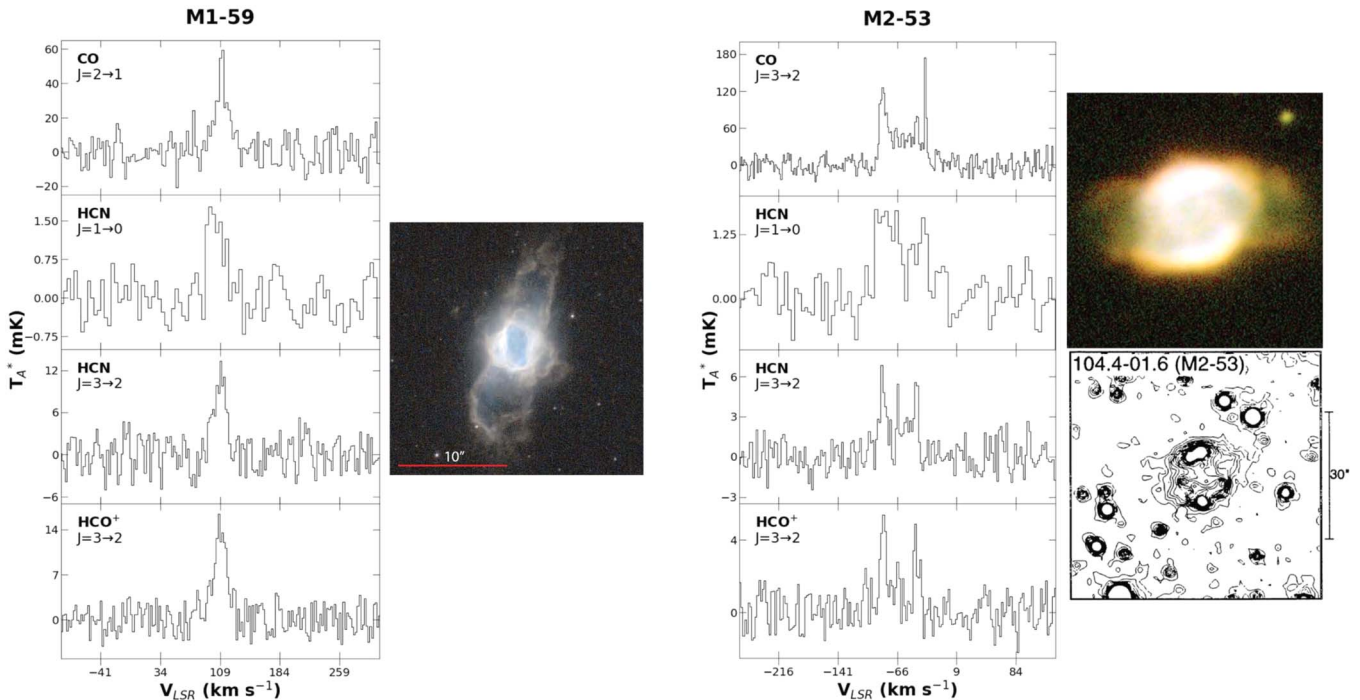 M1-59
CO
J=2→1
60
40
20
0
−20
HCN
J=1→0
1.50
0.75
0.00
−0.75
HCN
J=3→2
12
6
0
−6
HCO⁺
J=3→2
14
7
0
T_A* (mK)
−41 34 109 184 259
V_LSR (km s⁻¹)
10"
M2-53
CO
J=3→2
180
120
60
0
HCN
J=1→0
1.25
0.00
HCN
J=3→2
6
3
0
−3
HCO⁺
J=3→2
4
0
T_A* (mK)
−216 −141 −66 9 84
V_LSR (km s⁻¹)
104.4-01.6 (M2-53)
30"